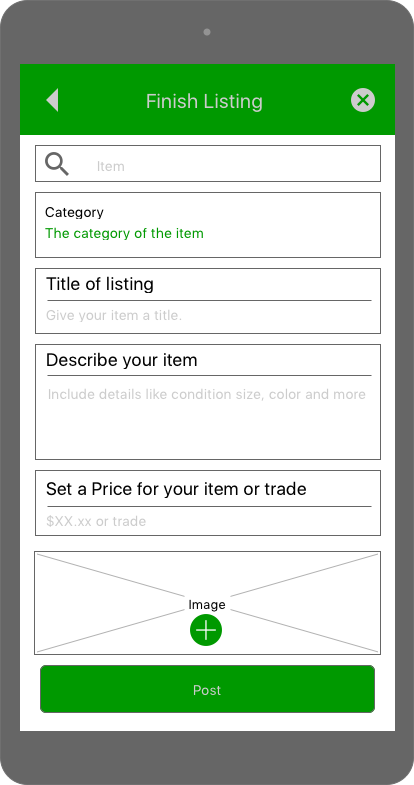 Finish Listing
Item
Category
The category of the item
Title of listing
Give your item a title.
Describe your item
Include details like condition size, color and more
Set a Price for your item or trade
$XX.xx or trade
Image
Post